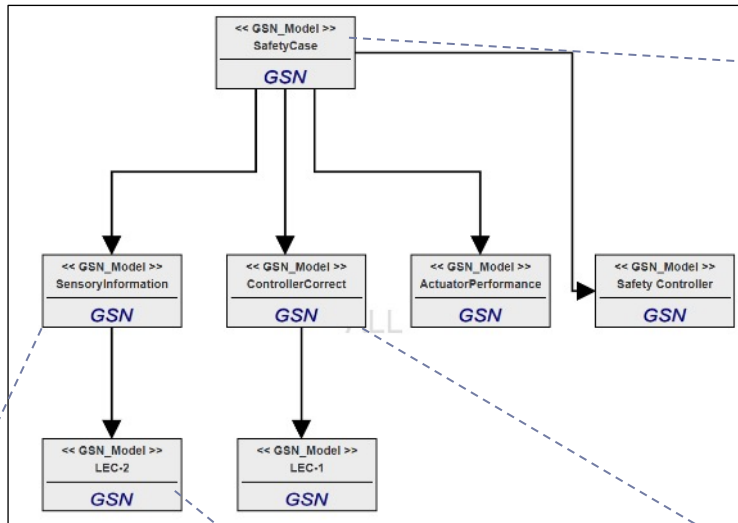 << GSN_Model >>
SafetyCase
GSN
<< GSN_Model >>
SensoryInformation
GSN
<< GSN_Model >>
ControllerCorrect
GSN
<< GSN_Model >>
ActuatorPerformance
GSN
<< GSN_Model >>
Safety Controller
GSN
ALL
<< GSN_Model >>
LEC-2
GSN
<< GSN_Model >>
LEC-1
GSN